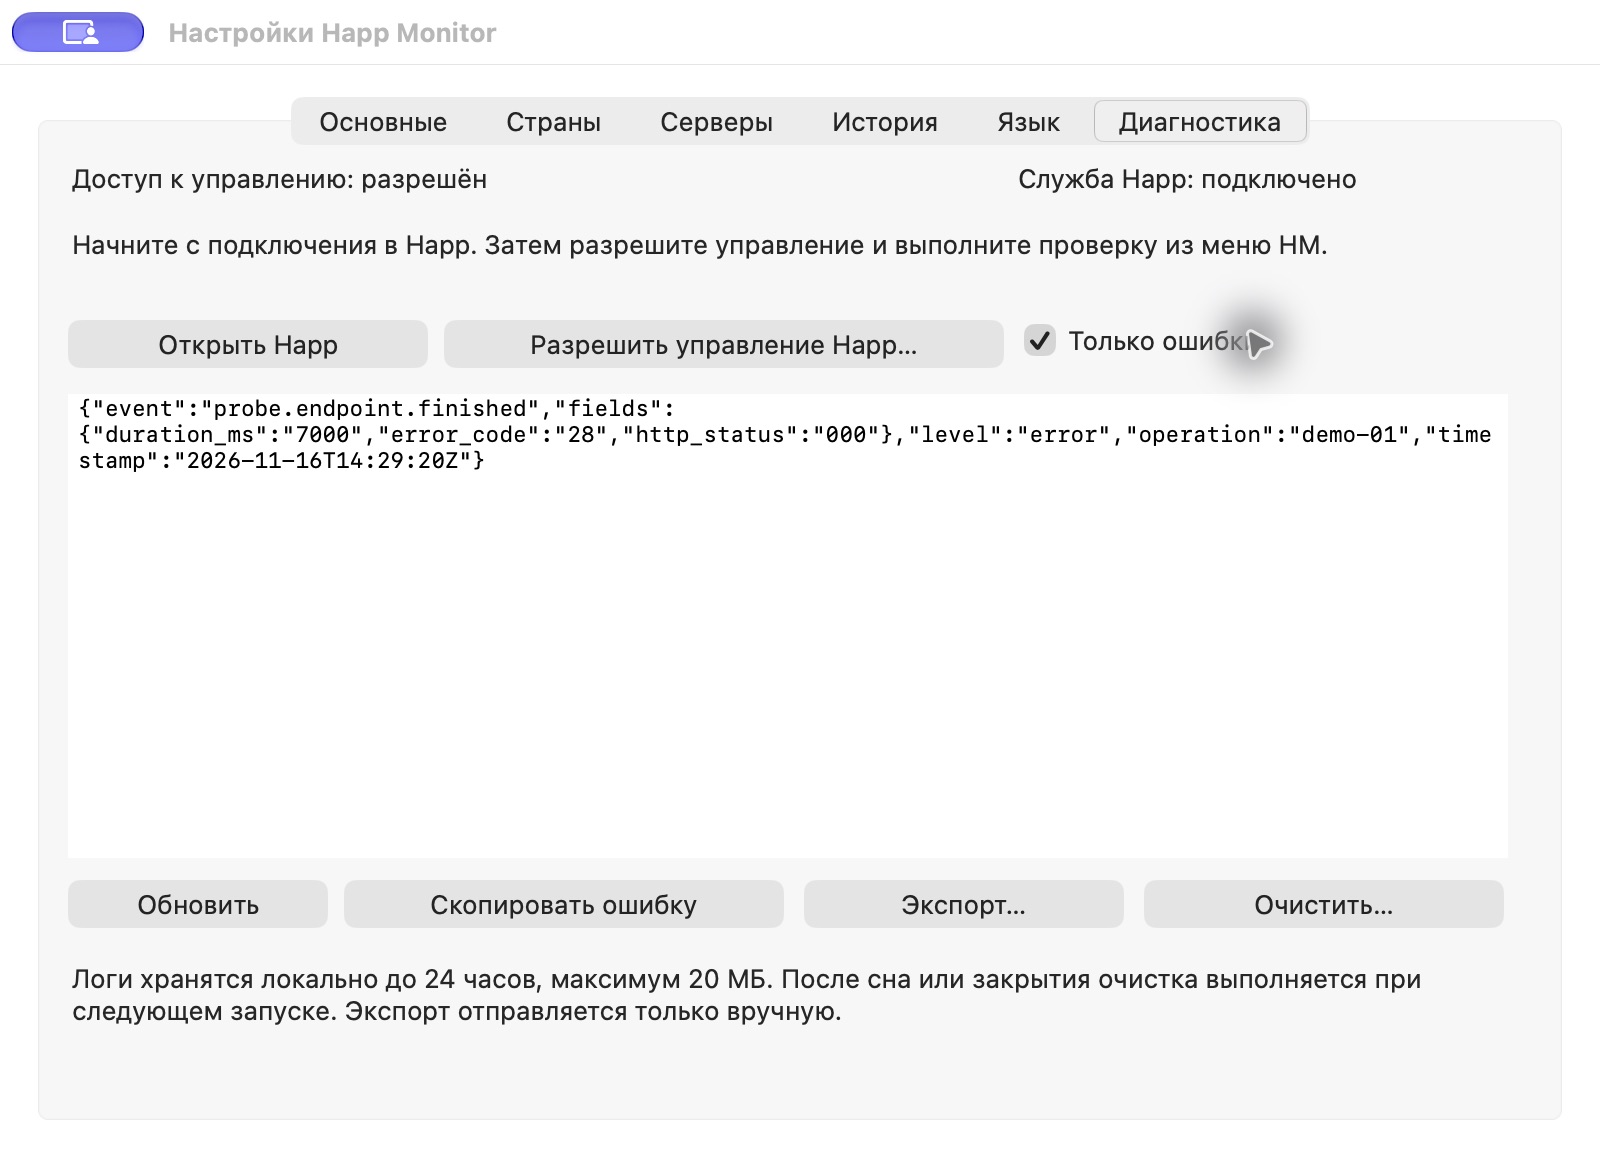 Настройки Happ Monitor
Основные Страны Серверы История Язык Диагностика
Доступ к управлению: разрешён Служба Happ: подключено
Начните с подключения в Happ. Затем разрешите управление и выполните проверку из меню НМ.
Открыть Happ Разрешить управление Happ... Только ошибки
{"event":"probe.endpoint.finished","fields":
{"duration_ms":"7000","error_code":"28","http_status":"000"},"level":"error","operation":"demo-01","time
stamp":"2026-11-16T14:29:20Z"}
Обновить Скопировать ошибку Экспорт... Очистить...
Логи хранятся локально до 24 часов, максимум 20 МБ. После сна или закрытия очистка выполняется при
следующем запуске. Экспорт отправляется только вручную.